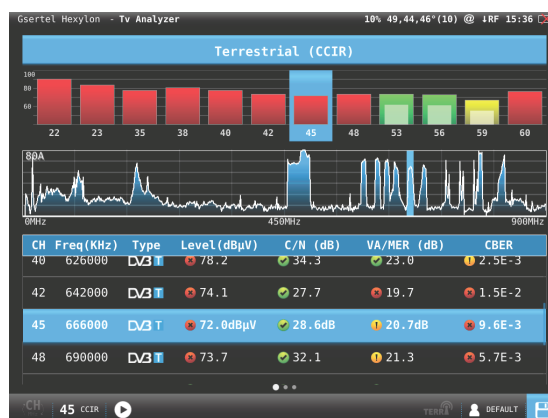 Gsertel Hexylon - Tv Analyzer 10% 49,44,46°(10) @ ↓RF 15:36
Terrestrial (CCIR)
100
80
60
22 23 35 38 40 42 45 48 53 56 59 60
80A
0MHz 450MHz 900MHz
CH Freq(KHz) Type Level(dBµV) C/N (dB) VA/MER (dB) CBER
40 626000 DVB T 78.2 34.3 23.0 2.5E-3
42 642000 DVB T 74.1 27.7 19.7 1.5E-2
45 666000 DVB T 72.0dBµV 28.6dB 20.7dB 9.6E-3
48 690000 DVB T 73.7 32.1 21.3 5.7E-3
CH 45 CCIR TERR DEFAULT